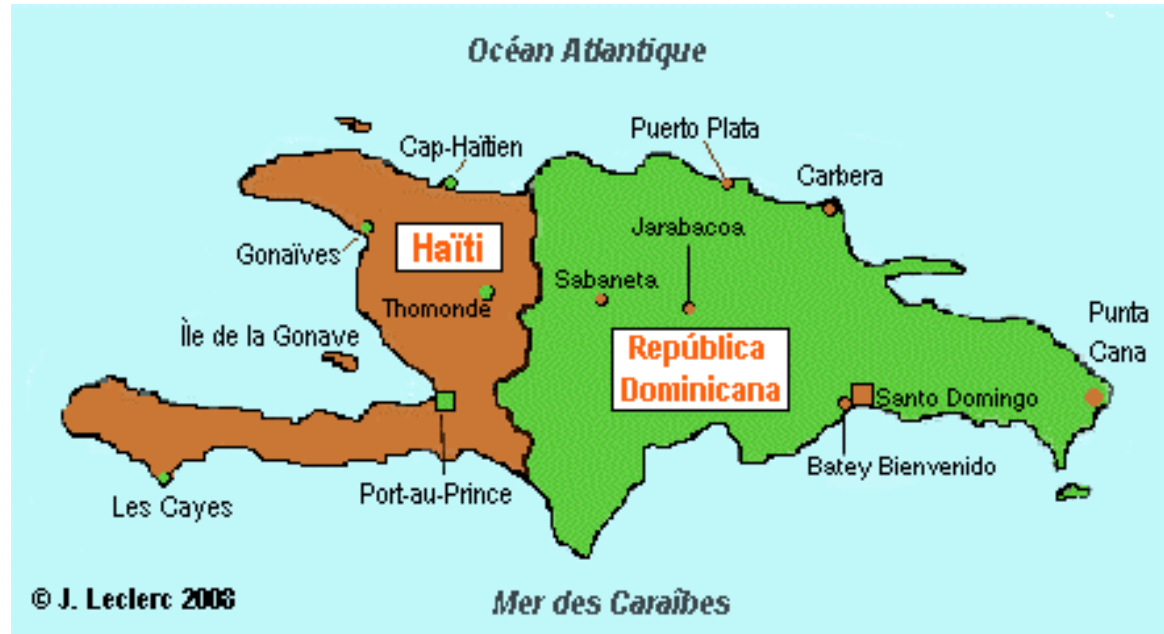 Océan Atlantique
Puerto Plata
Cap-Haïtien
Carbera
Jarabacoa
Gonaïves
Haïti
Sabaneta
Thomonde
Île de la Gonave
Punta
Cana
República
Dominicana
Santo Domingo
Batey Bienvenido
Port-au-Prince
Les Cayes
© J. Leclerc 2008
Mer des Caraïbes